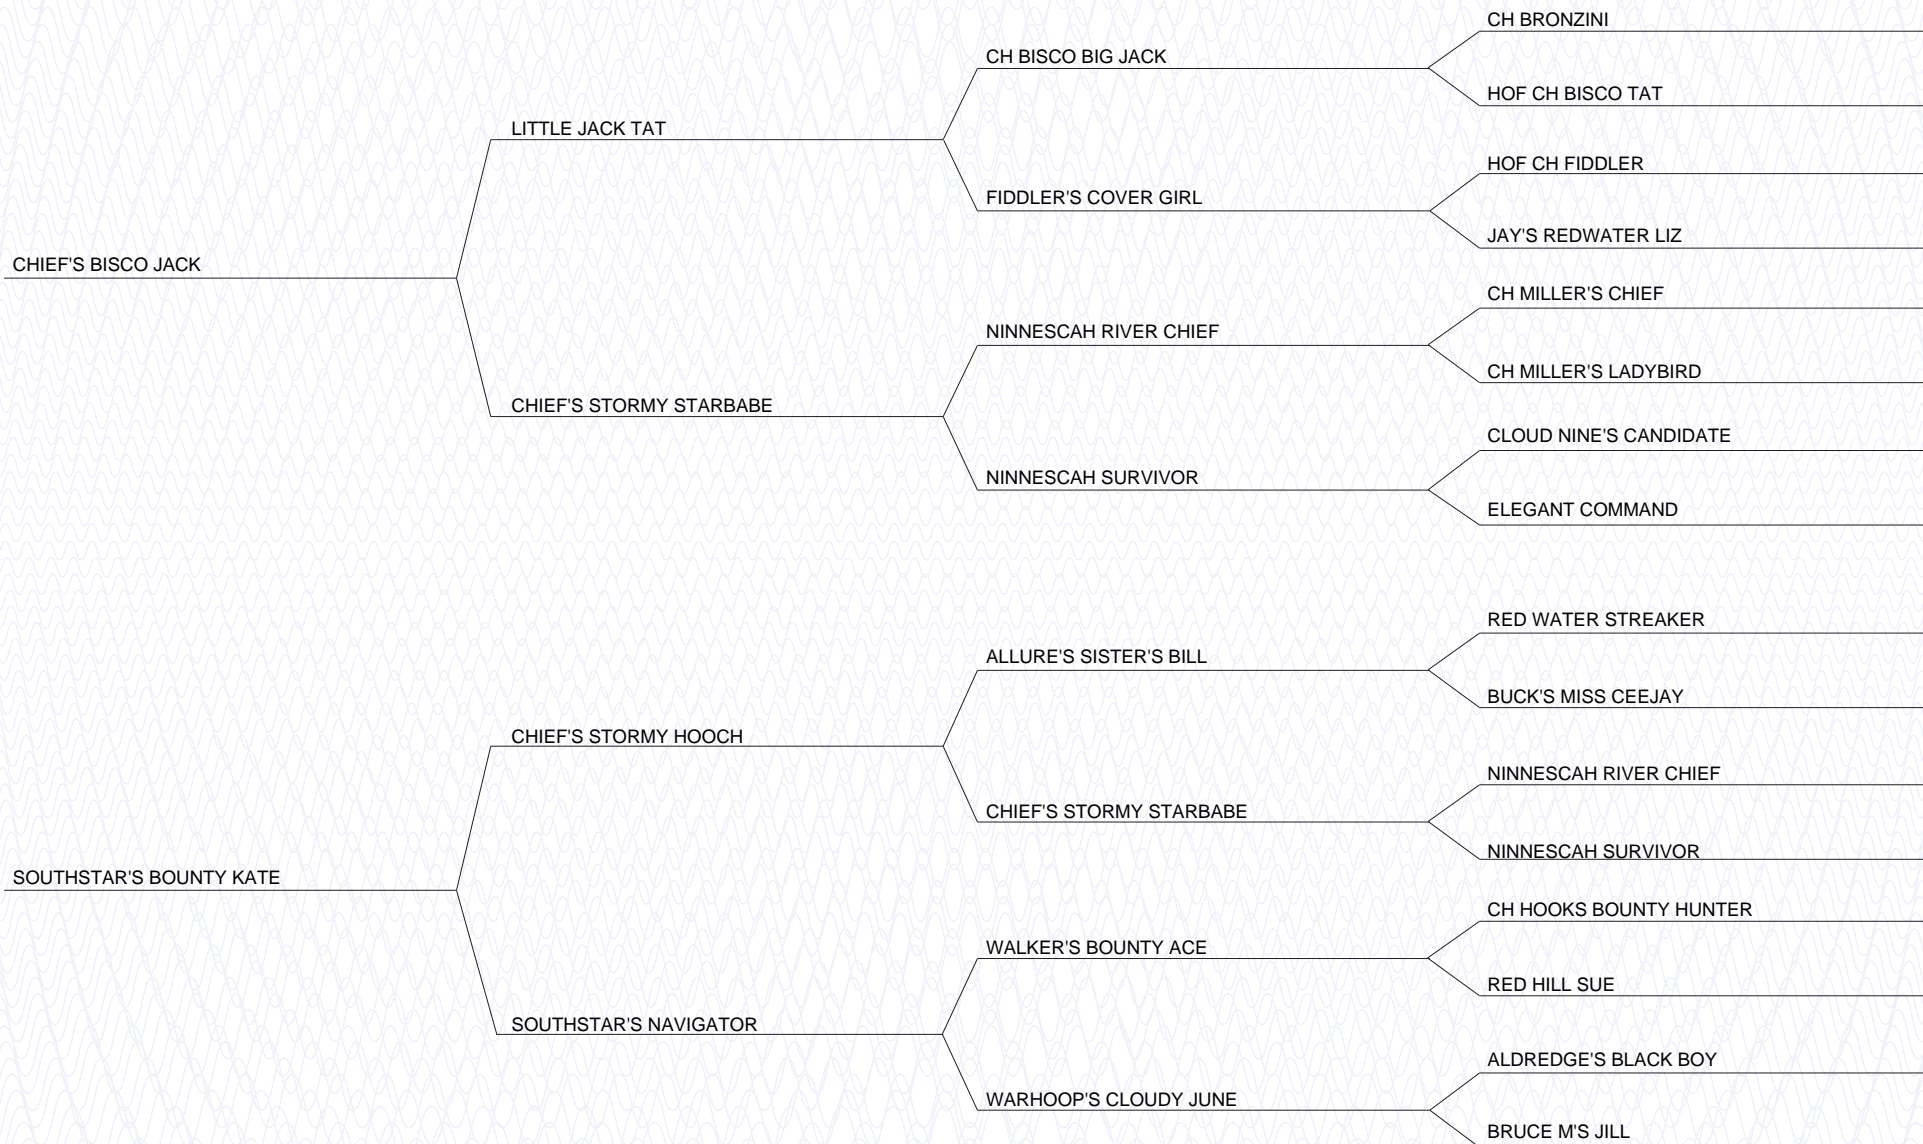 CH BRONZINI
CH BISCO BIG JACK
HOF CH BISCO TAT
LITTLE JACK TAT
HOF CH FIDDLER
FIDDLER'S COVER GIRL
JAY'S REDWATER LIZ
CHIEF'S BISCO JACK
CH MILLER'S CHIEF
NINNESCAH RIVER CHIEF
CH MILLER'S LADYBIRD
CHIEF'S STORMY STARBABE
CLOUD NINE'S CANDIDATE
NINNESCAH SURVIVOR
ELEGANT COMMAND
RED WATER STREAKER
ALLURE'S SISTER'S BILL
BUCK'S MISS CEEJAY
CHIEF'S STORMY HOOCH
NINNESCAH RIVER CHIEF
CHIEF'S STORMY STARBABE
NINNESCAH SURVIVOR
SOUTHSTAR'S BOUNTY KATE
CH HOOKS BOUNTY HUNTER
WALKER'S BOUNTY ACE
RED HILL SUE
SOUTHSTAR'S NAVIGATOR
ALDREDGE'S BLACK BOY
WARHOOP'S CLOUDY JUNE
BRUCE M'S JILL